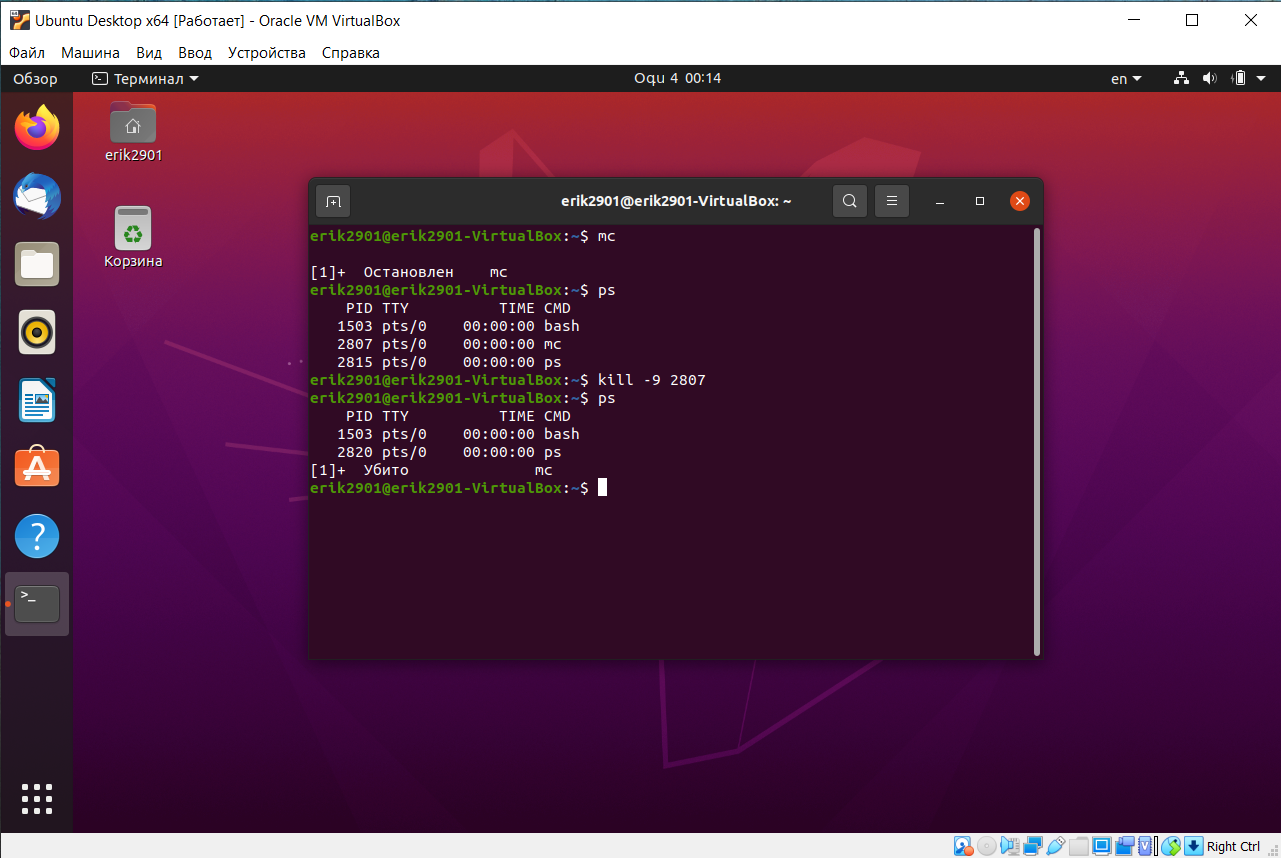 Ubuntu Desktop x64 [Работает] - Oracle VM VirtualBox
Файл Машина Вид Ввод Устройства Справка
Обзор Терминал Oqu 4 00:14 en
erik2901
Корзина
erik2901@erik2901-VirtualBox: ~
erik2901@erik2901-VirtualBox:~$ mc
[1]+  Остановлен    mc
erik2901@erik2901-VirtualBox:~$ ps
    PID TTY          TIME CMD
   1503 pts/0    00:00:00 bash
   2807 pts/0    00:00:00 mc
   2815 pts/0    00:00:00 ps
erik2901@erik2901-VirtualBox:~$ kill -9 2807
erik2901@erik2901-VirtualBox:~$ ps
    PID TTY          TIME CMD
   1503 pts/0    00:00:00 bash
   2820 pts/0    00:00:00 ps
[1]+  Убито              mc
erik2901@erik2901-VirtualBox:~$
Right Ctrl